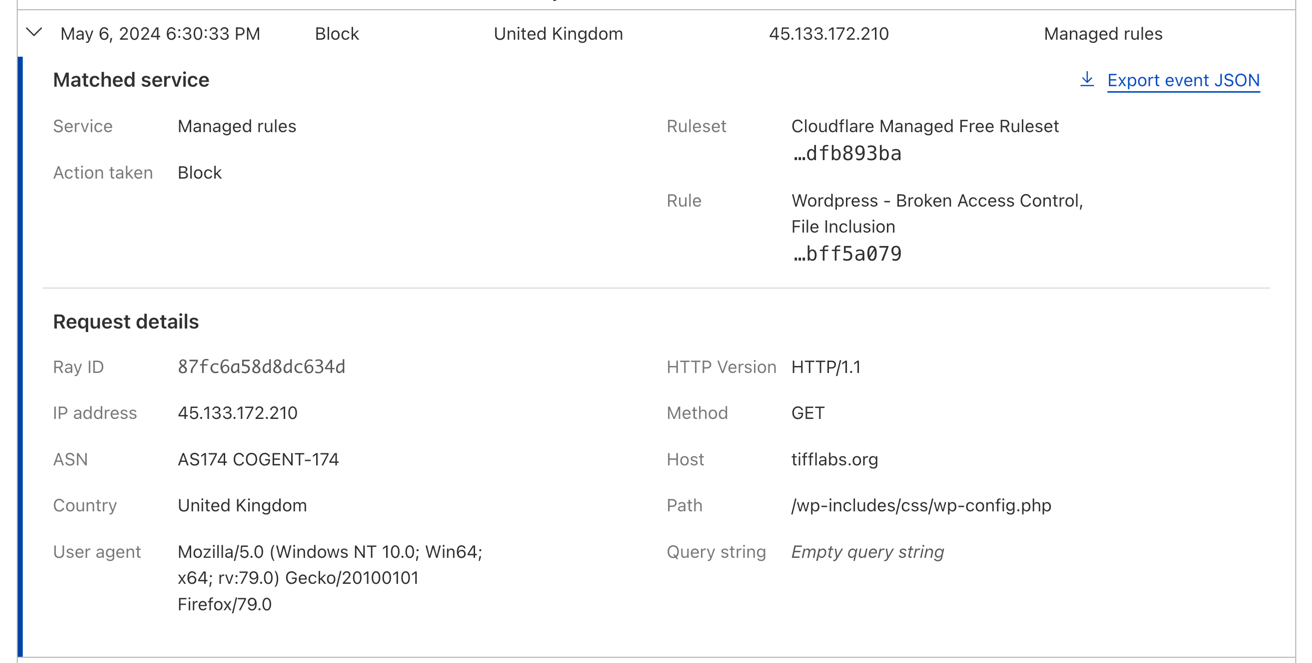 May 6, 2024 6:30:33 PM Block United Kingdom 45.133.172.210 Managed rules
Matched service
Export event JSON
Service Managed rules
Action taken Block
Ruleset Cloudflare Managed Free Ruleset
…dfb893ba
Rule Wordpress - Broken Access Control,
File Inclusion
…bff5a079
Request details
Ray ID 87fc6a58d8dc634d
IP address 45.133.172.210
ASN AS174 COGENT-174
Country United Kingdom
User agent Mozilla/5.0 (Windows NT 10.0; Win64;
x64; rv:79.0) Gecko/20100101
Firefox/79.0
HTTP Version HTTP/1.1
Method GET
Host tifflabs.org
Path /wp-includes/css/wp-config.php
Query string Empty query string